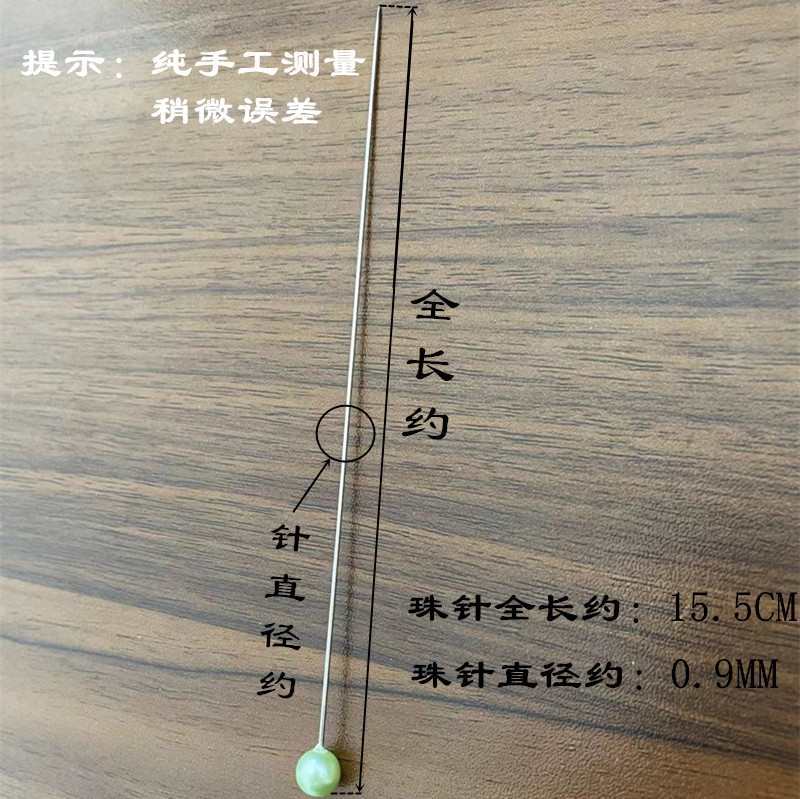 提示：纯手工测量
稍微误差
全长约
针直径约
珠针全长约：15.5CM
珠针直径约：0.9MM